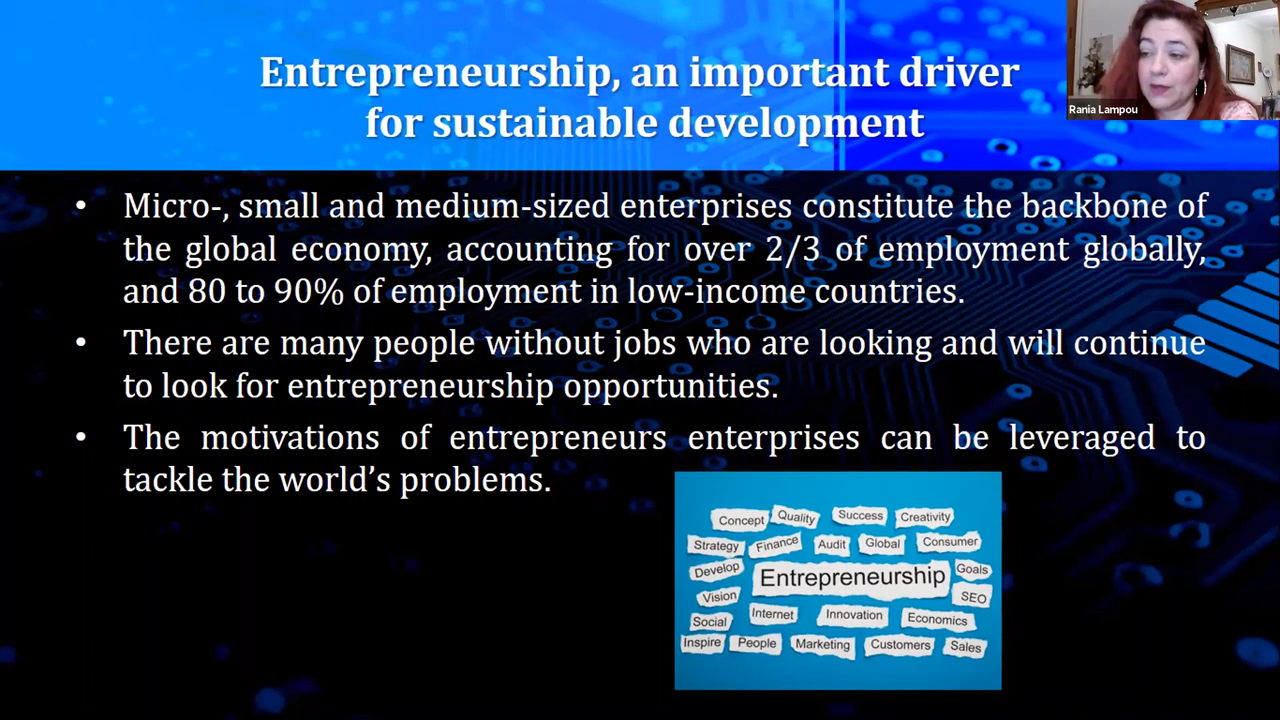 Entrepreneurship, an important driver
for sustainable development
Rania Lampou
• Micro-, small and medium-sized enterprises constitute the backbone of
the global economy, accounting for over 2/3 of employment globally,
and 80 to 90% of employment in low-income countries.
• There are many people without jobs who are looking and will continue
to look for entrepreneurship opportunities.
• The motivations of entrepreneurs enterprises can be leveraged to
tackle the world’s problems.
Concept Quality Success Creativity
Strategy Finance Audit Global Consumer
Develop Entrepreneurship Goals
Vision SEO
Social Internet Innovation Economics
Inspire People Marketing Customers Sales